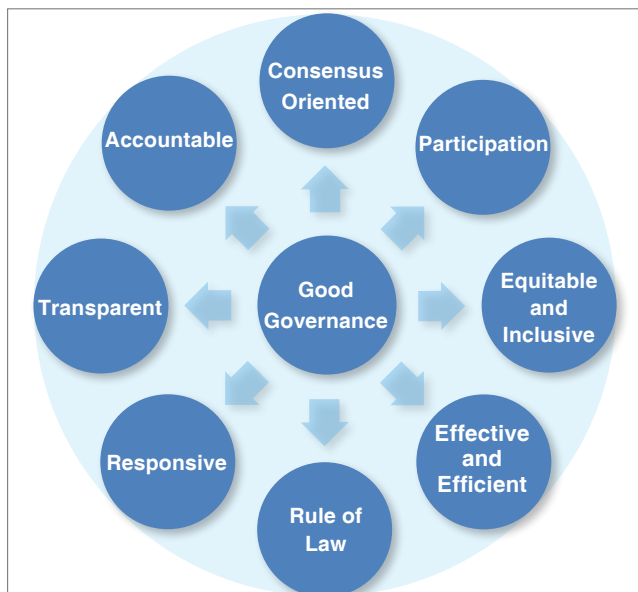 Consensus
Oriented
Accountable
Participation
Transparent
Good
Governance
Equitable
and
Inclusive
Responsive
Effective
and
Efficient
Rule of
Law